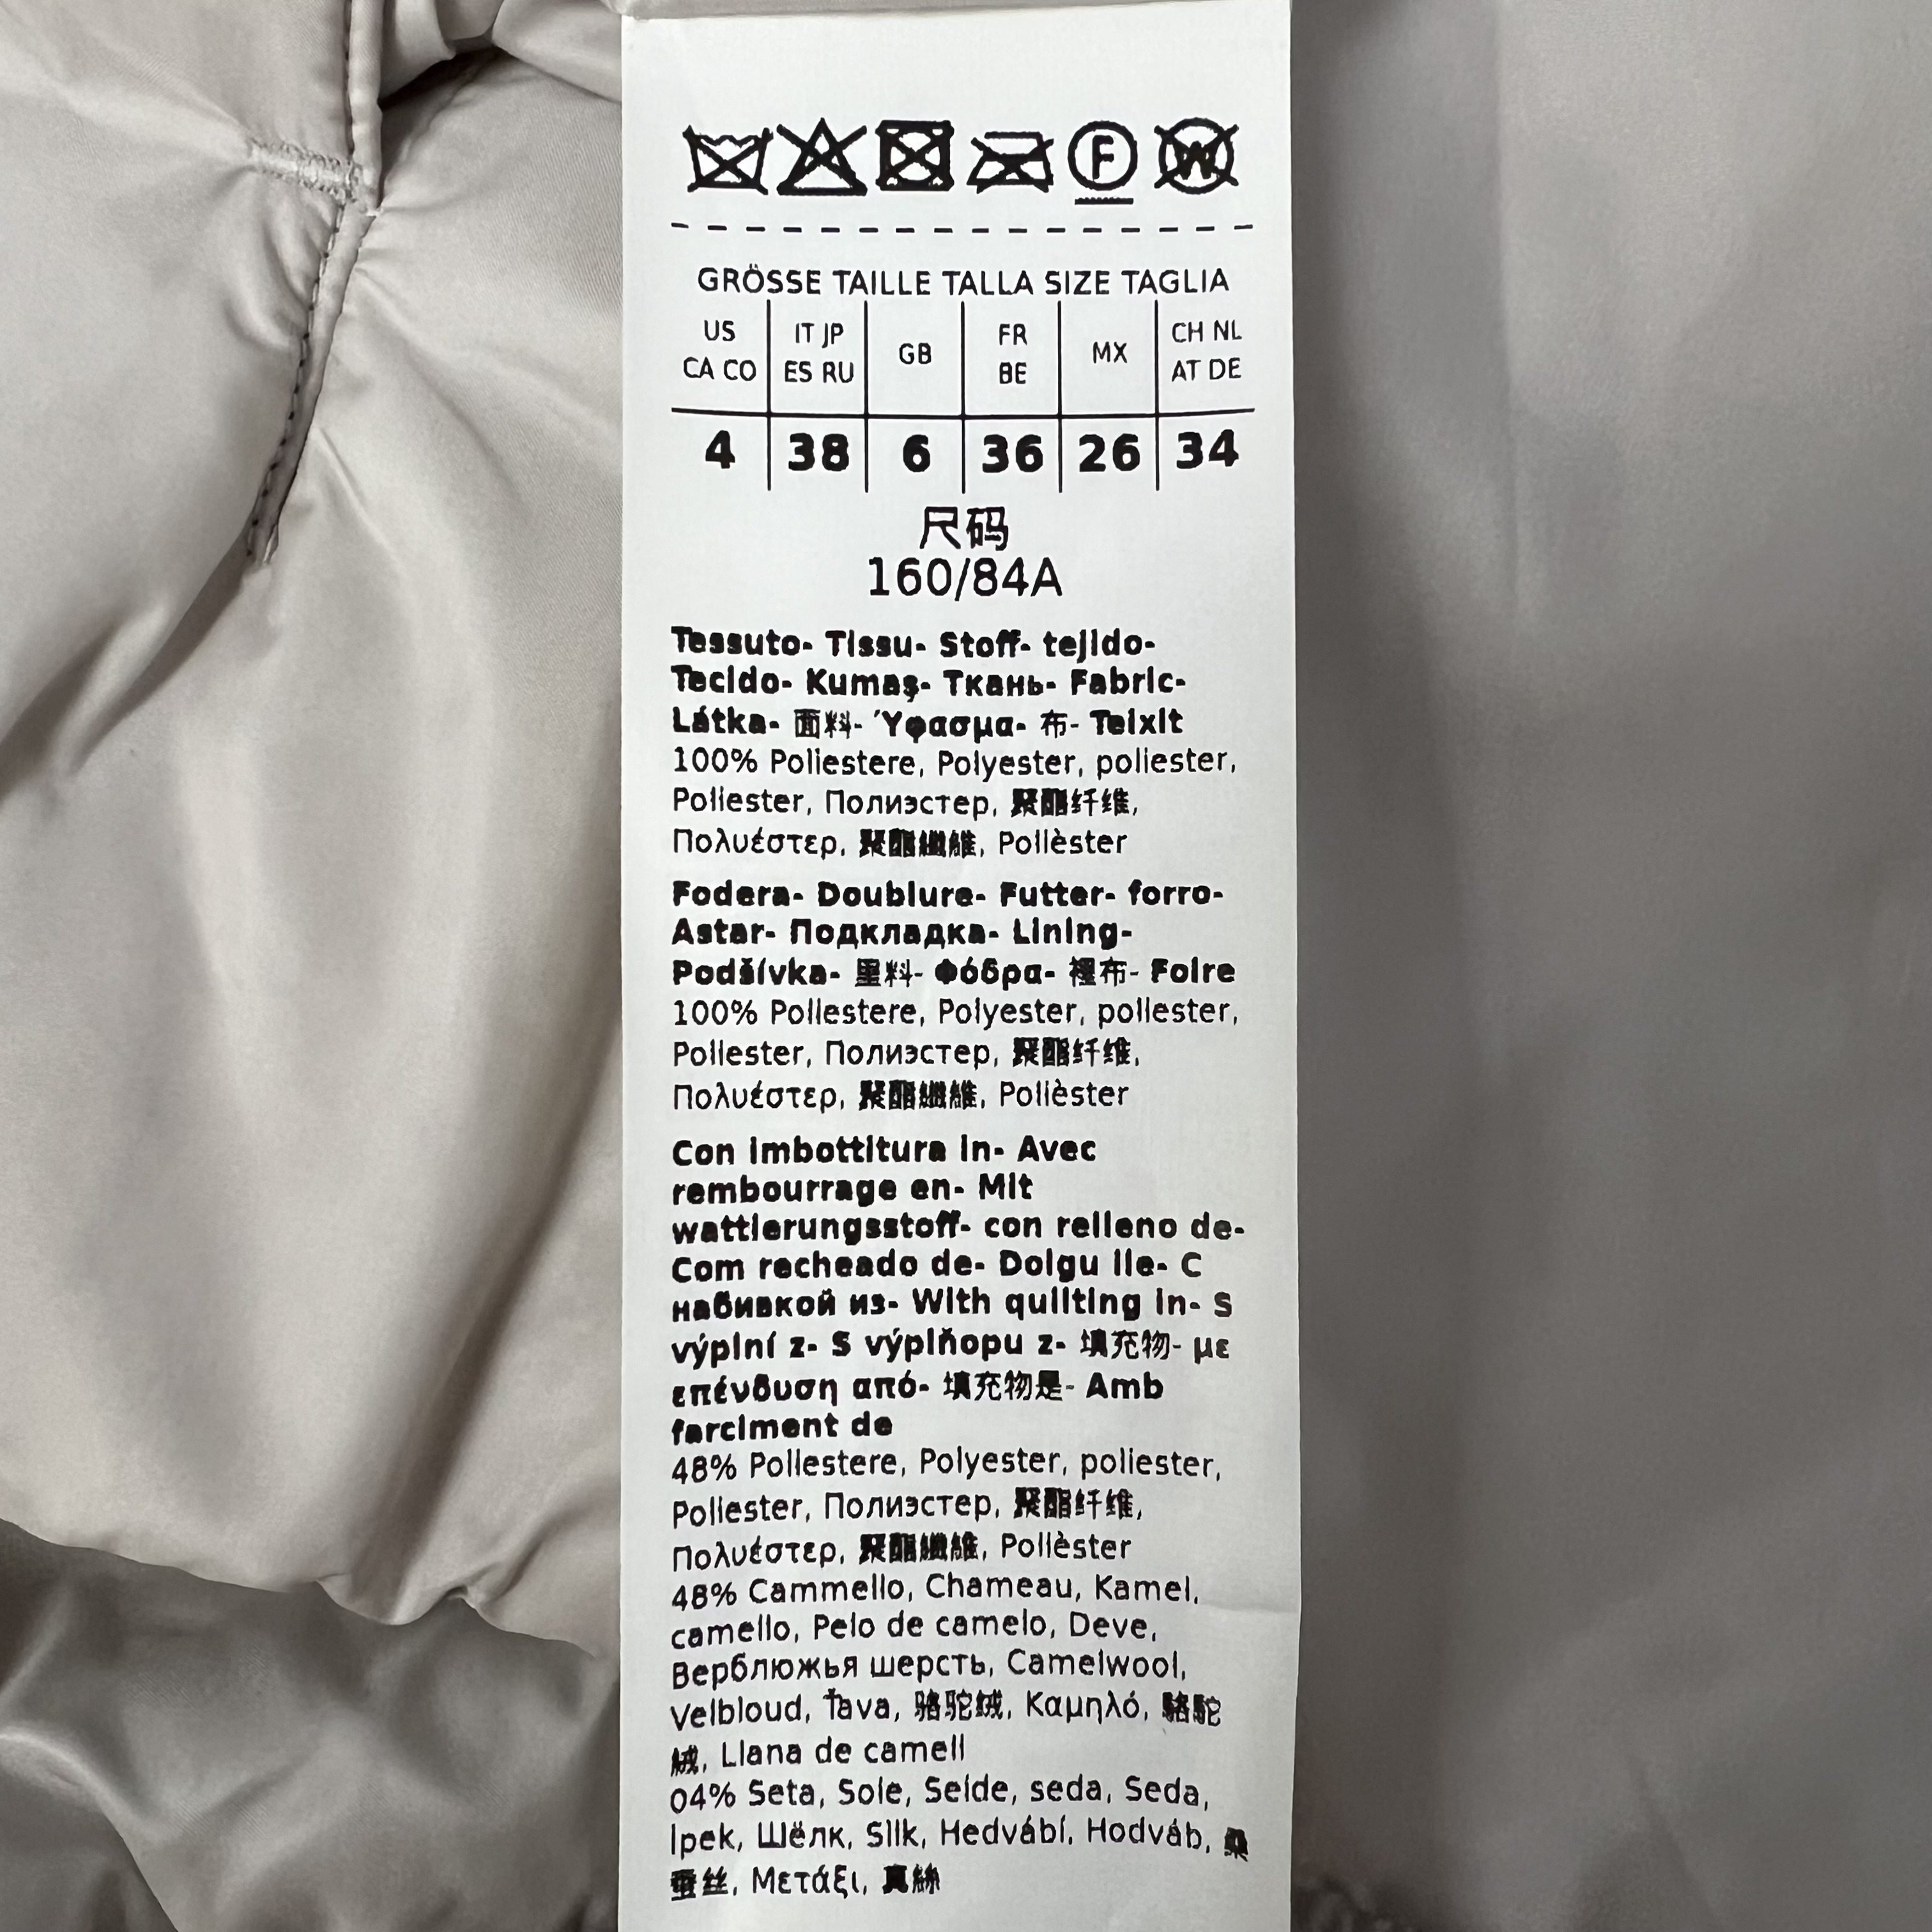 F W
GRÖSSE TAILLE TALLA SIZE TAGLIA
US CA CO IT JP ES RU GB FR BE MX CH NL AT DE
4 38 6 36 26 34
尺码
160/84A
Tessuto- Tissu- Stoff- tejido-
Tecido- Kumaş- Ткань- Fabric-
Látka- 面料- Ύφασμα- 布- Teixit
100% Poliestere, Polyester, poliester,
Poliester, Полиэстер, 聚酯纤维,
Πολυέστερ, 聚酯纖維, Polièster
Fodera- Doublure- Futter- forro-
Astar- Подкладка- Lining-
Podšívka- 里料- Φόδρα- 裡布- Folre
100% Poliestere, Polyester, poliester,
Poliester, Полиэстер, 聚酯纤维,
Πολυέστερ, 聚酯纖維, Polièster
Con imbottitura in- Avec
rembourrage en- Mit
wattierungsstoff- con relleno de-
Com recheado de- Dolgu ile- С
набивкой из- With quilting in- S
výplní z- S výplňopu z- 填充物- με
επένδυση από- 填充物是- Amb
farciment de
48% Poliestere, Polyester, poliester,
Poliester, Полиэстер, 聚酯纤维,
Πολυέστερ, 聚酯纖維, Polièster
48% Cammello, Chameau, Kamel,
camello, Pelo de camelo, Deve,
Верблюжья шерсть, Camelwool,
Velbloud, Ťava, 骆驼绒, Καμηλό, 駱駝
絨, Llana de camell
04% Seta, Soie, Seide, seda, Seda,
Ipek, Шёлк, Silk, Hedvábí, Hodváb, 桑
蚕丝, Μετάξι, 真絲